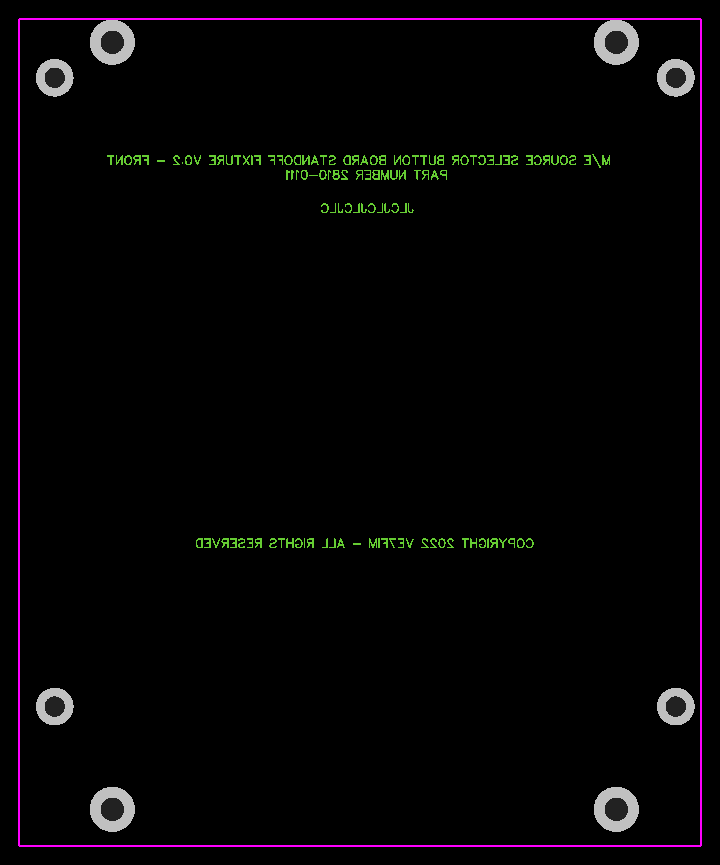 M/E SOURCE SELECTOR BUTTON BOARD STANDOFF FIXTURE V0.2 - FRONT
PART NUMBER 2810-0111
JLCJLCJLCJLC
COPYRIGHT 2022 VE7FIM - ALL RIGHTS RESERVED